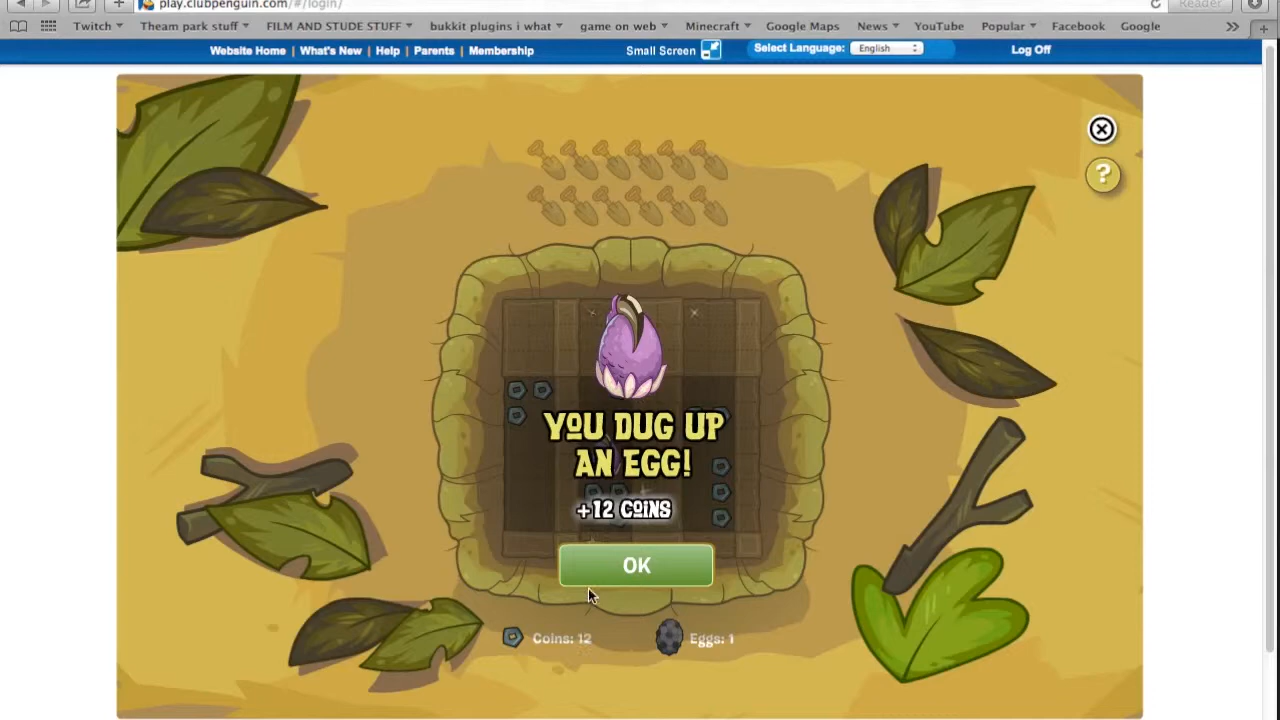 play.clubpenguin.com/#/login/
Reader
Twitch Theam park stuff FILM AND STUDE STUFF bukkit plugins i what game on web Minecraft Google Maps News YouTube Popular Facebook Google
Website Home | What's New | Help | Parents | Membership Small Screen Select Language: English Log Off
?
YOU DUG UP
AN EGG!
+12 COINS
OK
Coins: 12 Eggs: 1